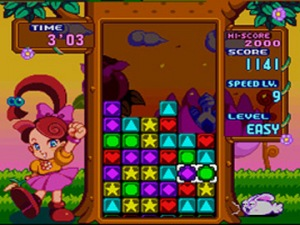 TIME
3'03
HI-SCORE
2000
SCORE
1141
SPEED LV.
9
LEVEL
EASY